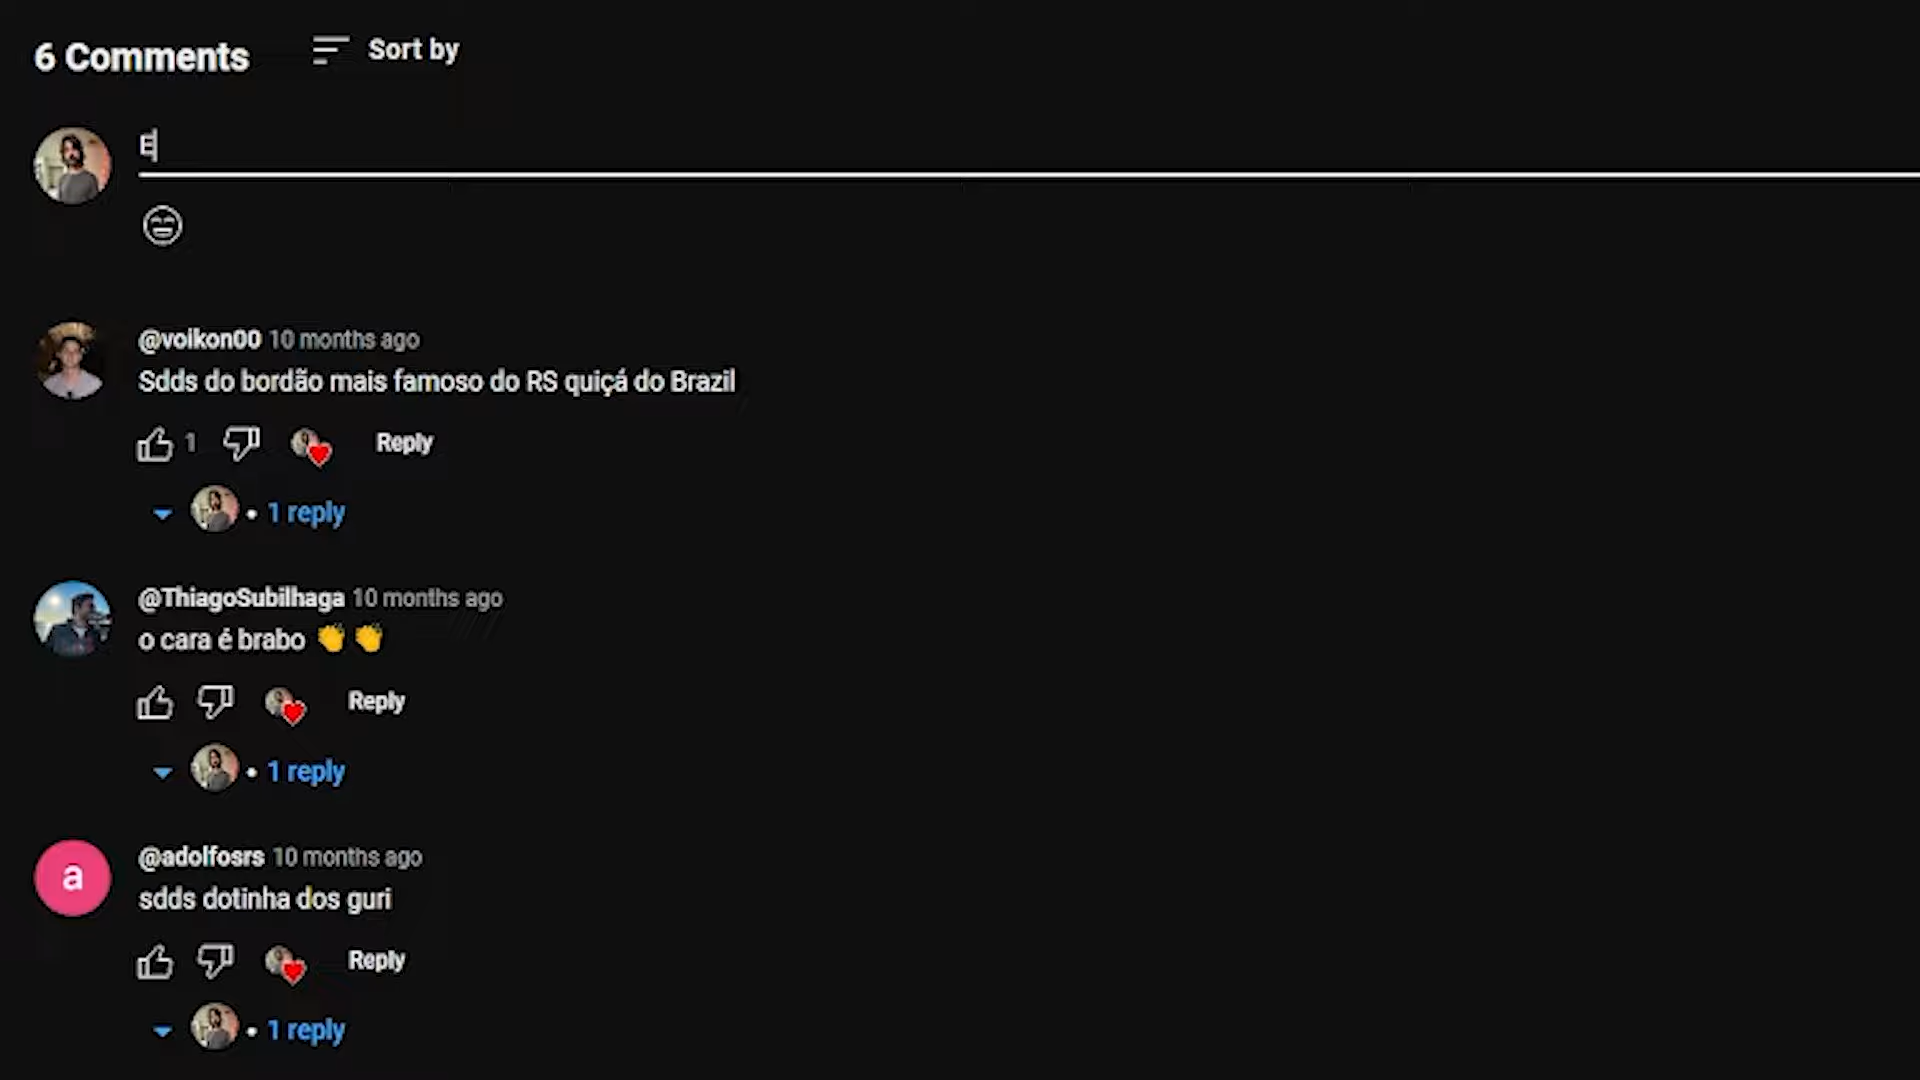 6 Comments
Sort by
E
@voikon00 10 months ago
Sdds do bordão mais famoso do RS quiçá do Brazil
1
Reply
• 1 reply
@ThiagoSubilhaga 10 months ago
o cara é brabo 👏 👏
Reply
• 1 reply
a
@adolfosrs 10 months ago
sdds dotinha dos guri
Reply
• 1 reply